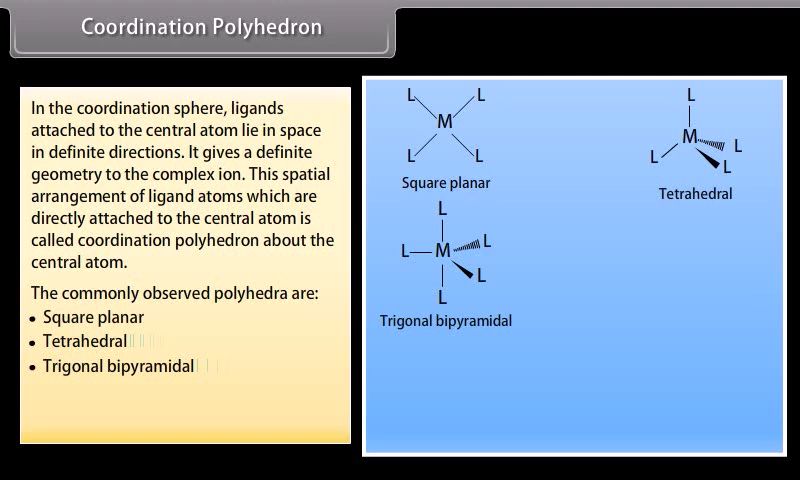 Coordination Polyhedron
In the coordination sphere, ligands
attached to the central atom lie in space
in definite directions. It gives a definite
geometry to the complex ion. This spatial
arrangement of ligand atoms which are
directly attached to the central atom is
called coordination polyhedron about the
central atom.
The commonly observed polyhedra are:
• Square planar
• Tetrahedral
• Trigonal bipyramidal
L L
M
L L
Square planar
L
M
L L
L
Tetrahedral
L
L M L
L
L
Trigonal bipyramidal